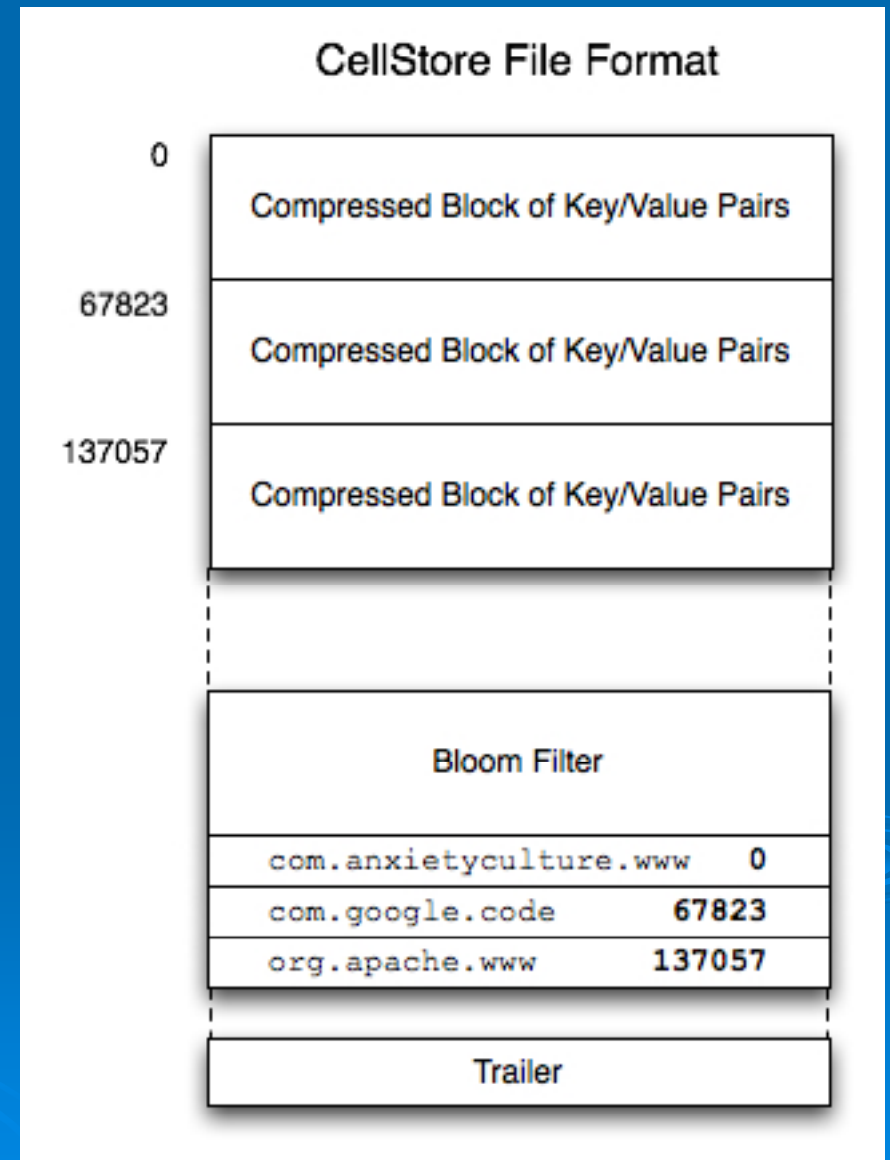 CellStore File Format
0
Compressed Block of Key/Value Pairs
67823
Compressed Block of Key/Value Pairs
137057
Compressed Block of Key/Value Pairs
Bloom Filter
com.anxietyculture.www 0
com.google.code 67823
org.apache.www 137057
Trailer